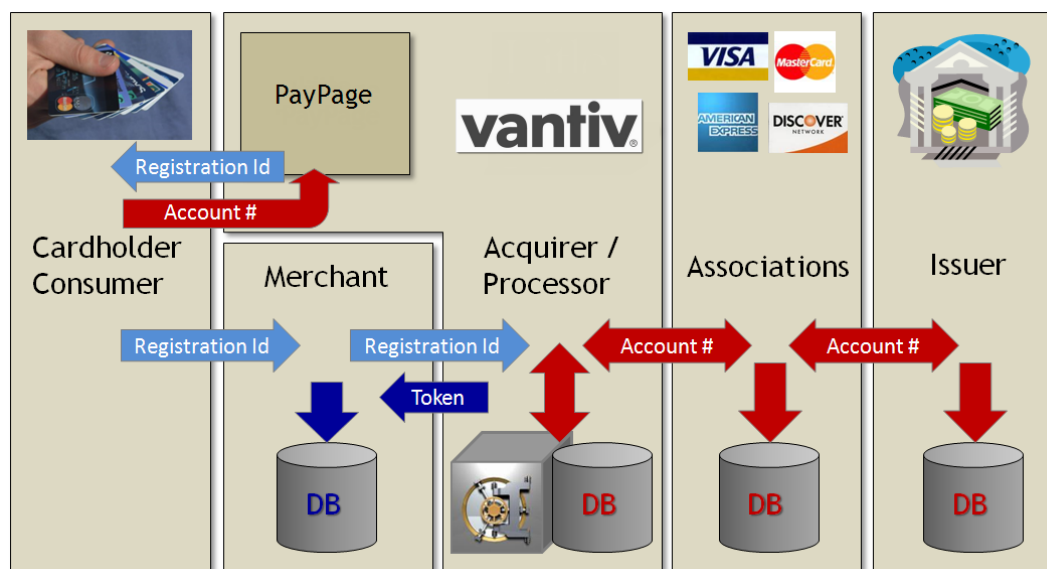 PayPage
vantiv®
VISA
MasterCard
AMERICAN
EXPRESS
DISCOVER
NETWORK
Registration Id
Account #
Cardholder
Consumer
Merchant
Acquirer /
Processor
Associations
Issuer
Registration Id
Registration Id
Account #
Account #
Token
DB
DB
DB
DB